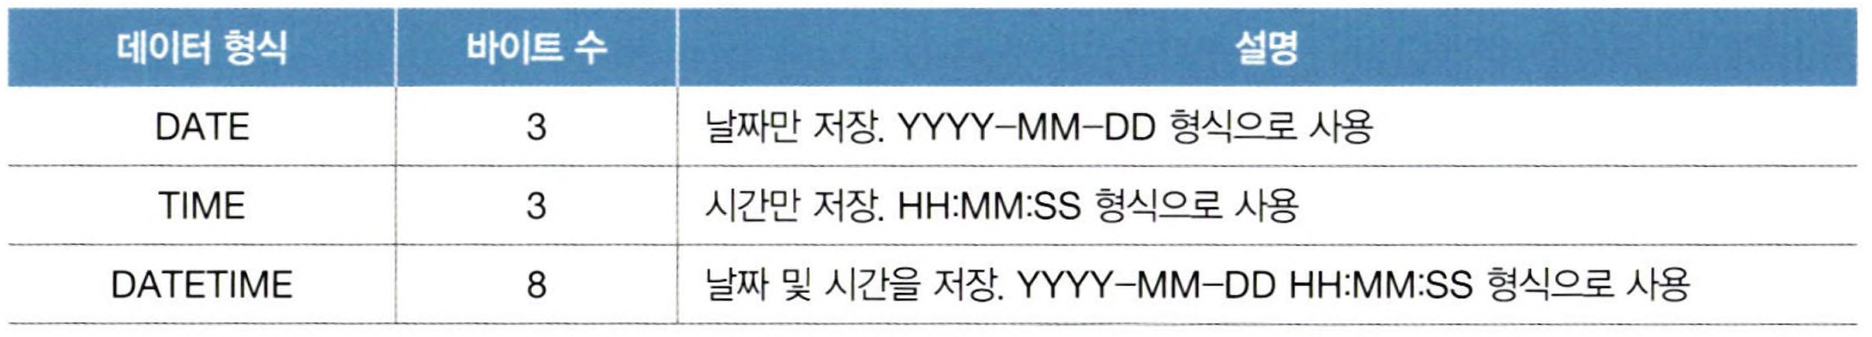 데이터 형식 바이트 수 설명
DATE 3 날짜만 저장. YYYY-MM-DD 형식으로 사용
TIME 3 시간만 저장. HH:MM:SS 형식으로 사용
DATETIME 8 날짜 및 시간을 저장. YYYY-MM-DD HH:MM:SS 형식으로 사용